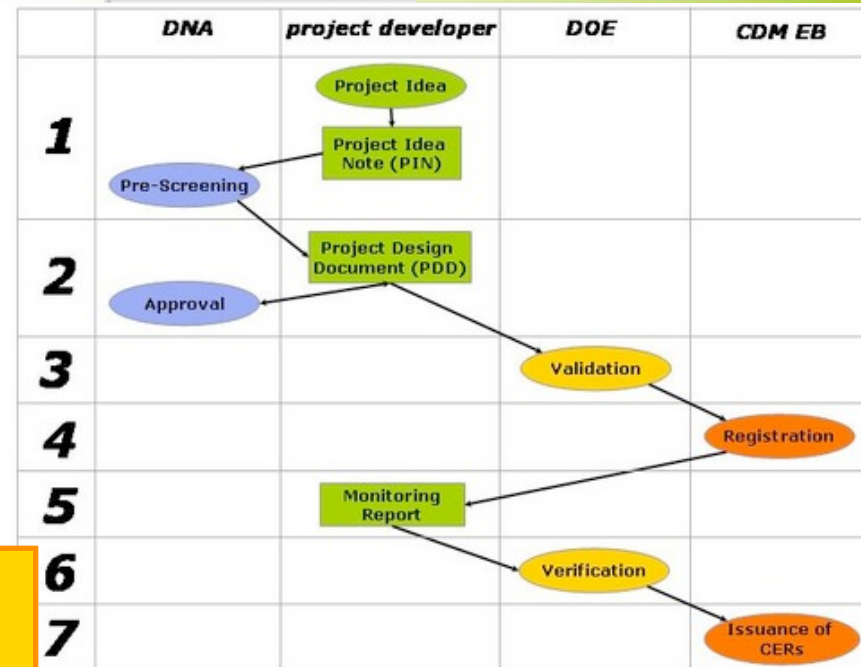 DNA
project developer
DOE
CDM EB
1
Project Idea
Project Idea
Note (PIN)
Pre-Screening
2
Project Design
Document (PDD)
Approval
3
Validation
4
Registration
5
Monitoring
Report
6
Verification
7
Issuance of
CERs